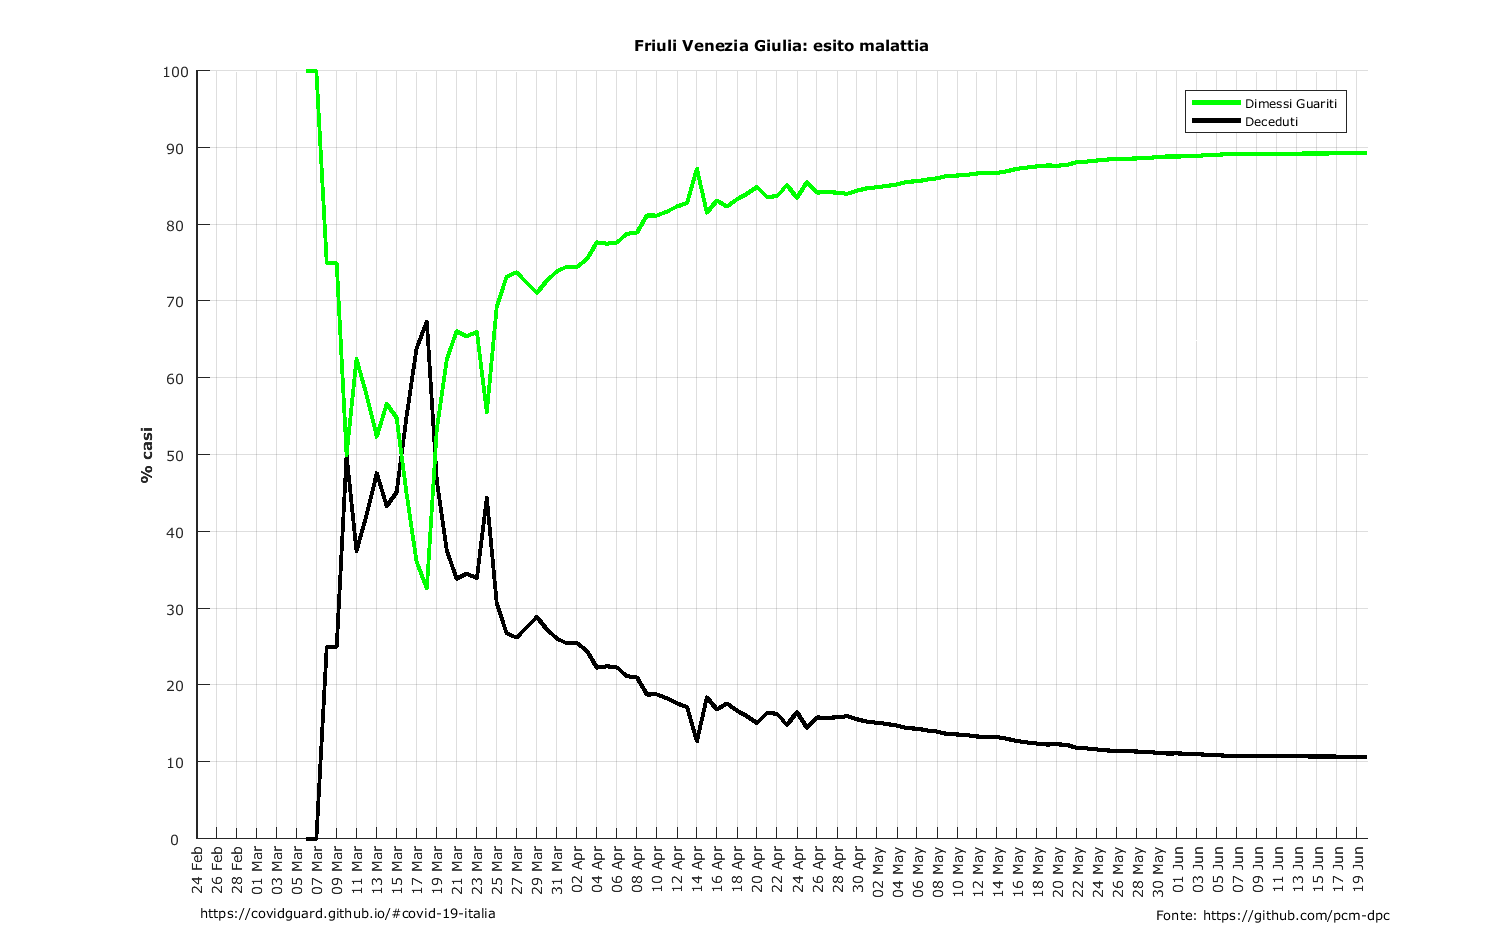 Friuli Venezia Giulia: esito malattia
Dimessi Guariti
Deceduti
% casi
100
90
80
70
60
50
40
30
20
10
0
24 Feb
26 Feb
28 Feb
01 Mar
03 Mar
05 Mar
07 Mar
09 Mar
11 Mar
13 Mar
15 Mar
17 Mar
19 Mar
21 Mar
23 Mar
25 Mar
27 Mar
29 Mar
31 Mar
02 Apr
04 Apr
06 Apr
08 Apr
10 Apr
12 Apr
14 Apr
16 Apr
18 Apr
20 Apr
22 Apr
24 Apr
26 Apr
28 Apr
30 Apr
02 May
04 May
06 May
08 May
10 May
12 May
14 May
16 May
18 May
20 May
22 May
24 May
26 May
28 May
30 May
01 Jun
03 Jun
05 Jun
07 Jun
09 Jun
11 Jun
13 Jun
15 Jun
17 Jun
19 Jun
https://covidguard.github.io/#covid-19-italia
Fonte: https://github.com/pcm-dpc